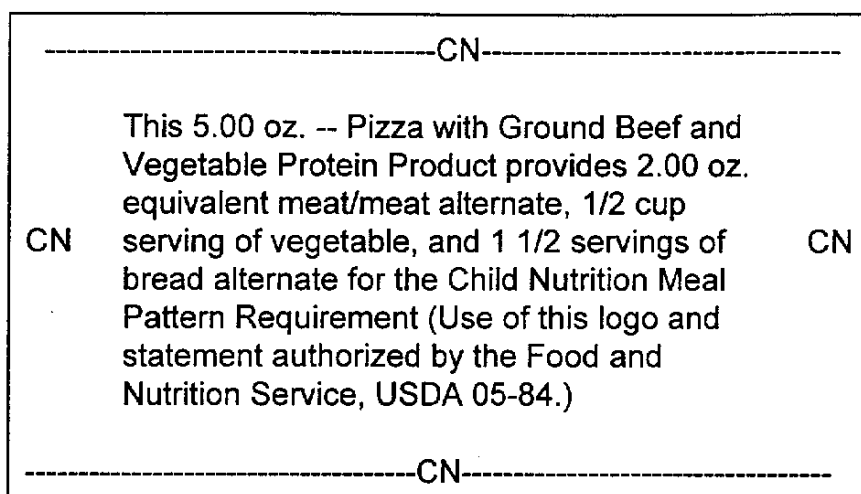 ---------------------------------CN---------------------------------
This 5.00 oz. -- Pizza with Ground Beef and
Vegetable Protein Product provides 2.00 oz.
equivalent meat/meat alternate, 1/2 cup
CN serving of vegetable, and 1 1/2 servings of CN
bread alternate for the Child Nutrition Meal
Pattern Requirement (Use of this logo and
statement authorized by the Food and
Nutrition Service, USDA 05-84.)
---------------------------------CN---------------------------------